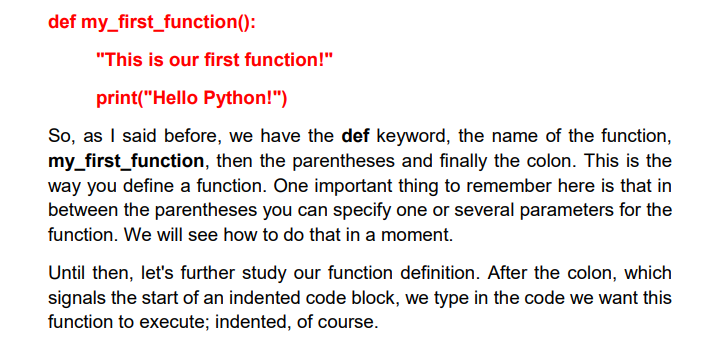 def my_first_function():
"This is our first function!"
print("Hello Python!")
So, as I said before, we have the def keyword, the name of the function,
my_first_function, then the parentheses and finally the colon. This is the
way you define a function. One important thing to remember here is that in
between the parentheses you can specify one or several parameters for the
function. We will see how to do that in a moment.
Until then, let's further study our function definition. After the colon, which
signals the start of an indented code block, we type in the code we want this
function to execute; indented, of course.